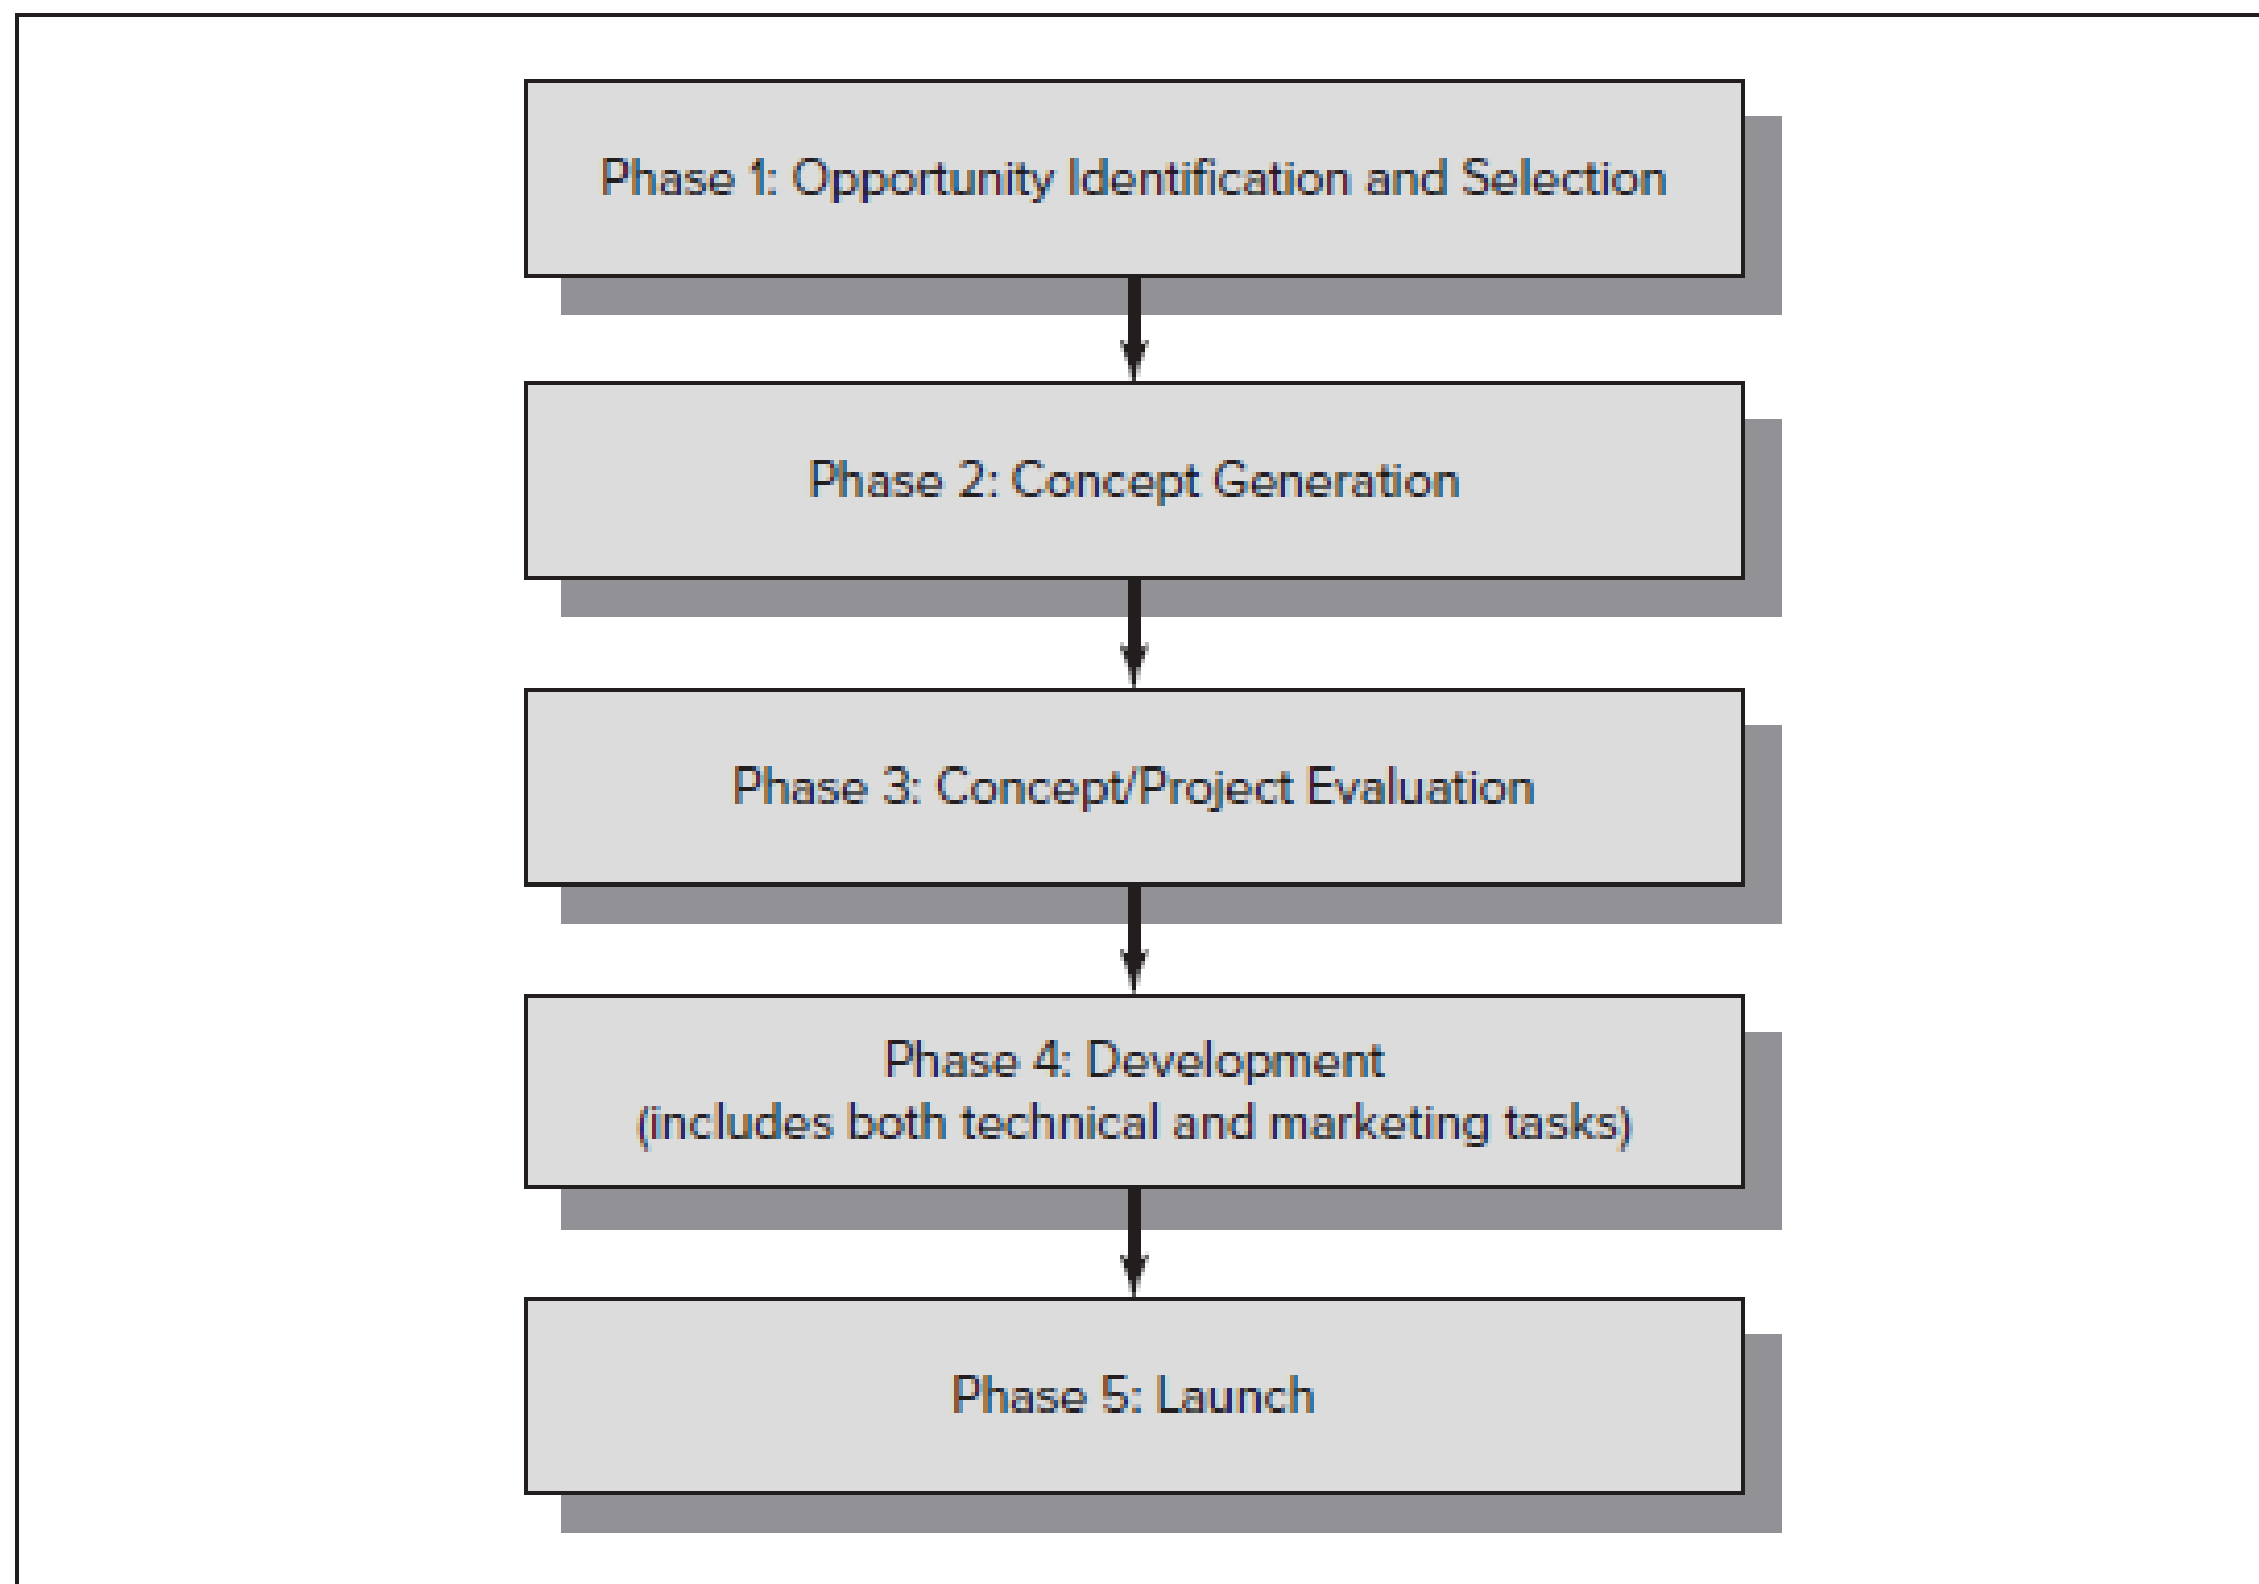 Phase 1: Opportunity Identification and Selection
Phase 2: Concept Generation
Phase 3: Concept/Project Evaluation
Phase 4: Development
(includes both technical and marketing tasks)
Phase 5: Launch